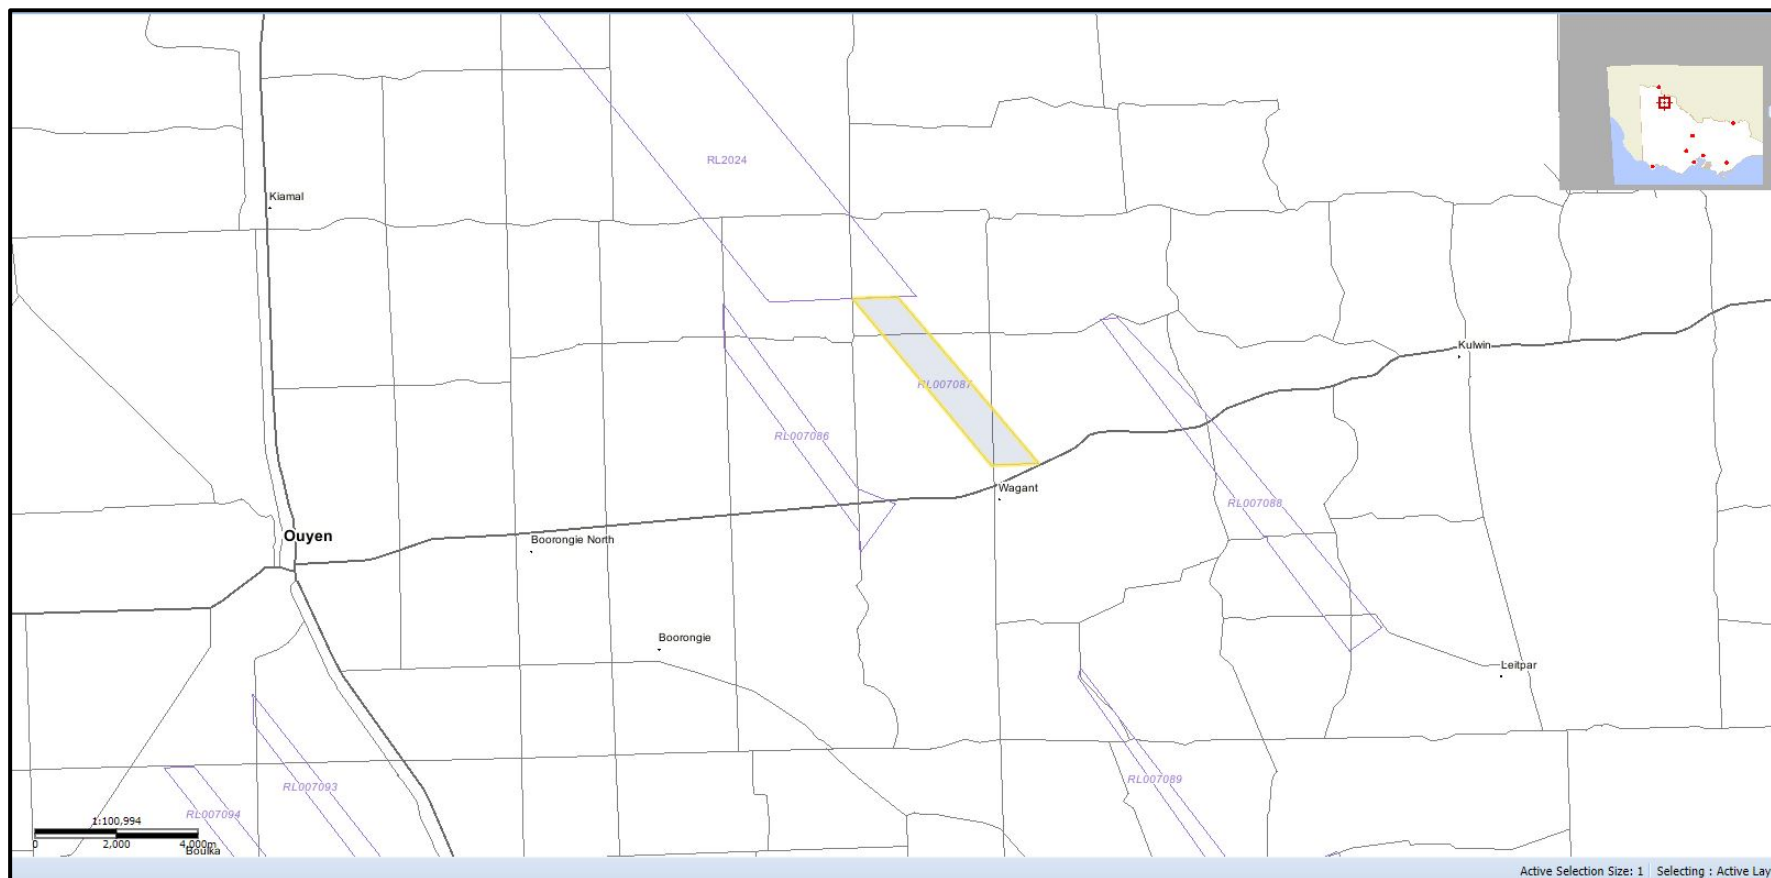 RL2024
Kiamal
Kulwin
RL007087
RL007086
Wagant
RL007088
Ouyen
Boorongie North
Boorongie
Leitpar
RL007089
RL007093
RL007094
1:100,994
0 2,000 4,000m
Boulka
Active Selection Size: 1 Selecting : Active Lay